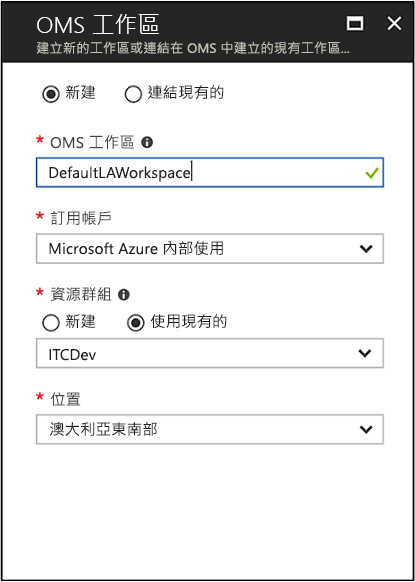 OMS 工作區
建立新的工作區或連結在 OMS 中建立的現有工作區...
新建 連結現有的
* OMS 工作區
DefaultLAWorkspace
* 訂用帳戶
Microsoft Azure 內部使用
* 資源群組
新建 使用現有的
ITCDev
* 位置
澳大利亞東南部